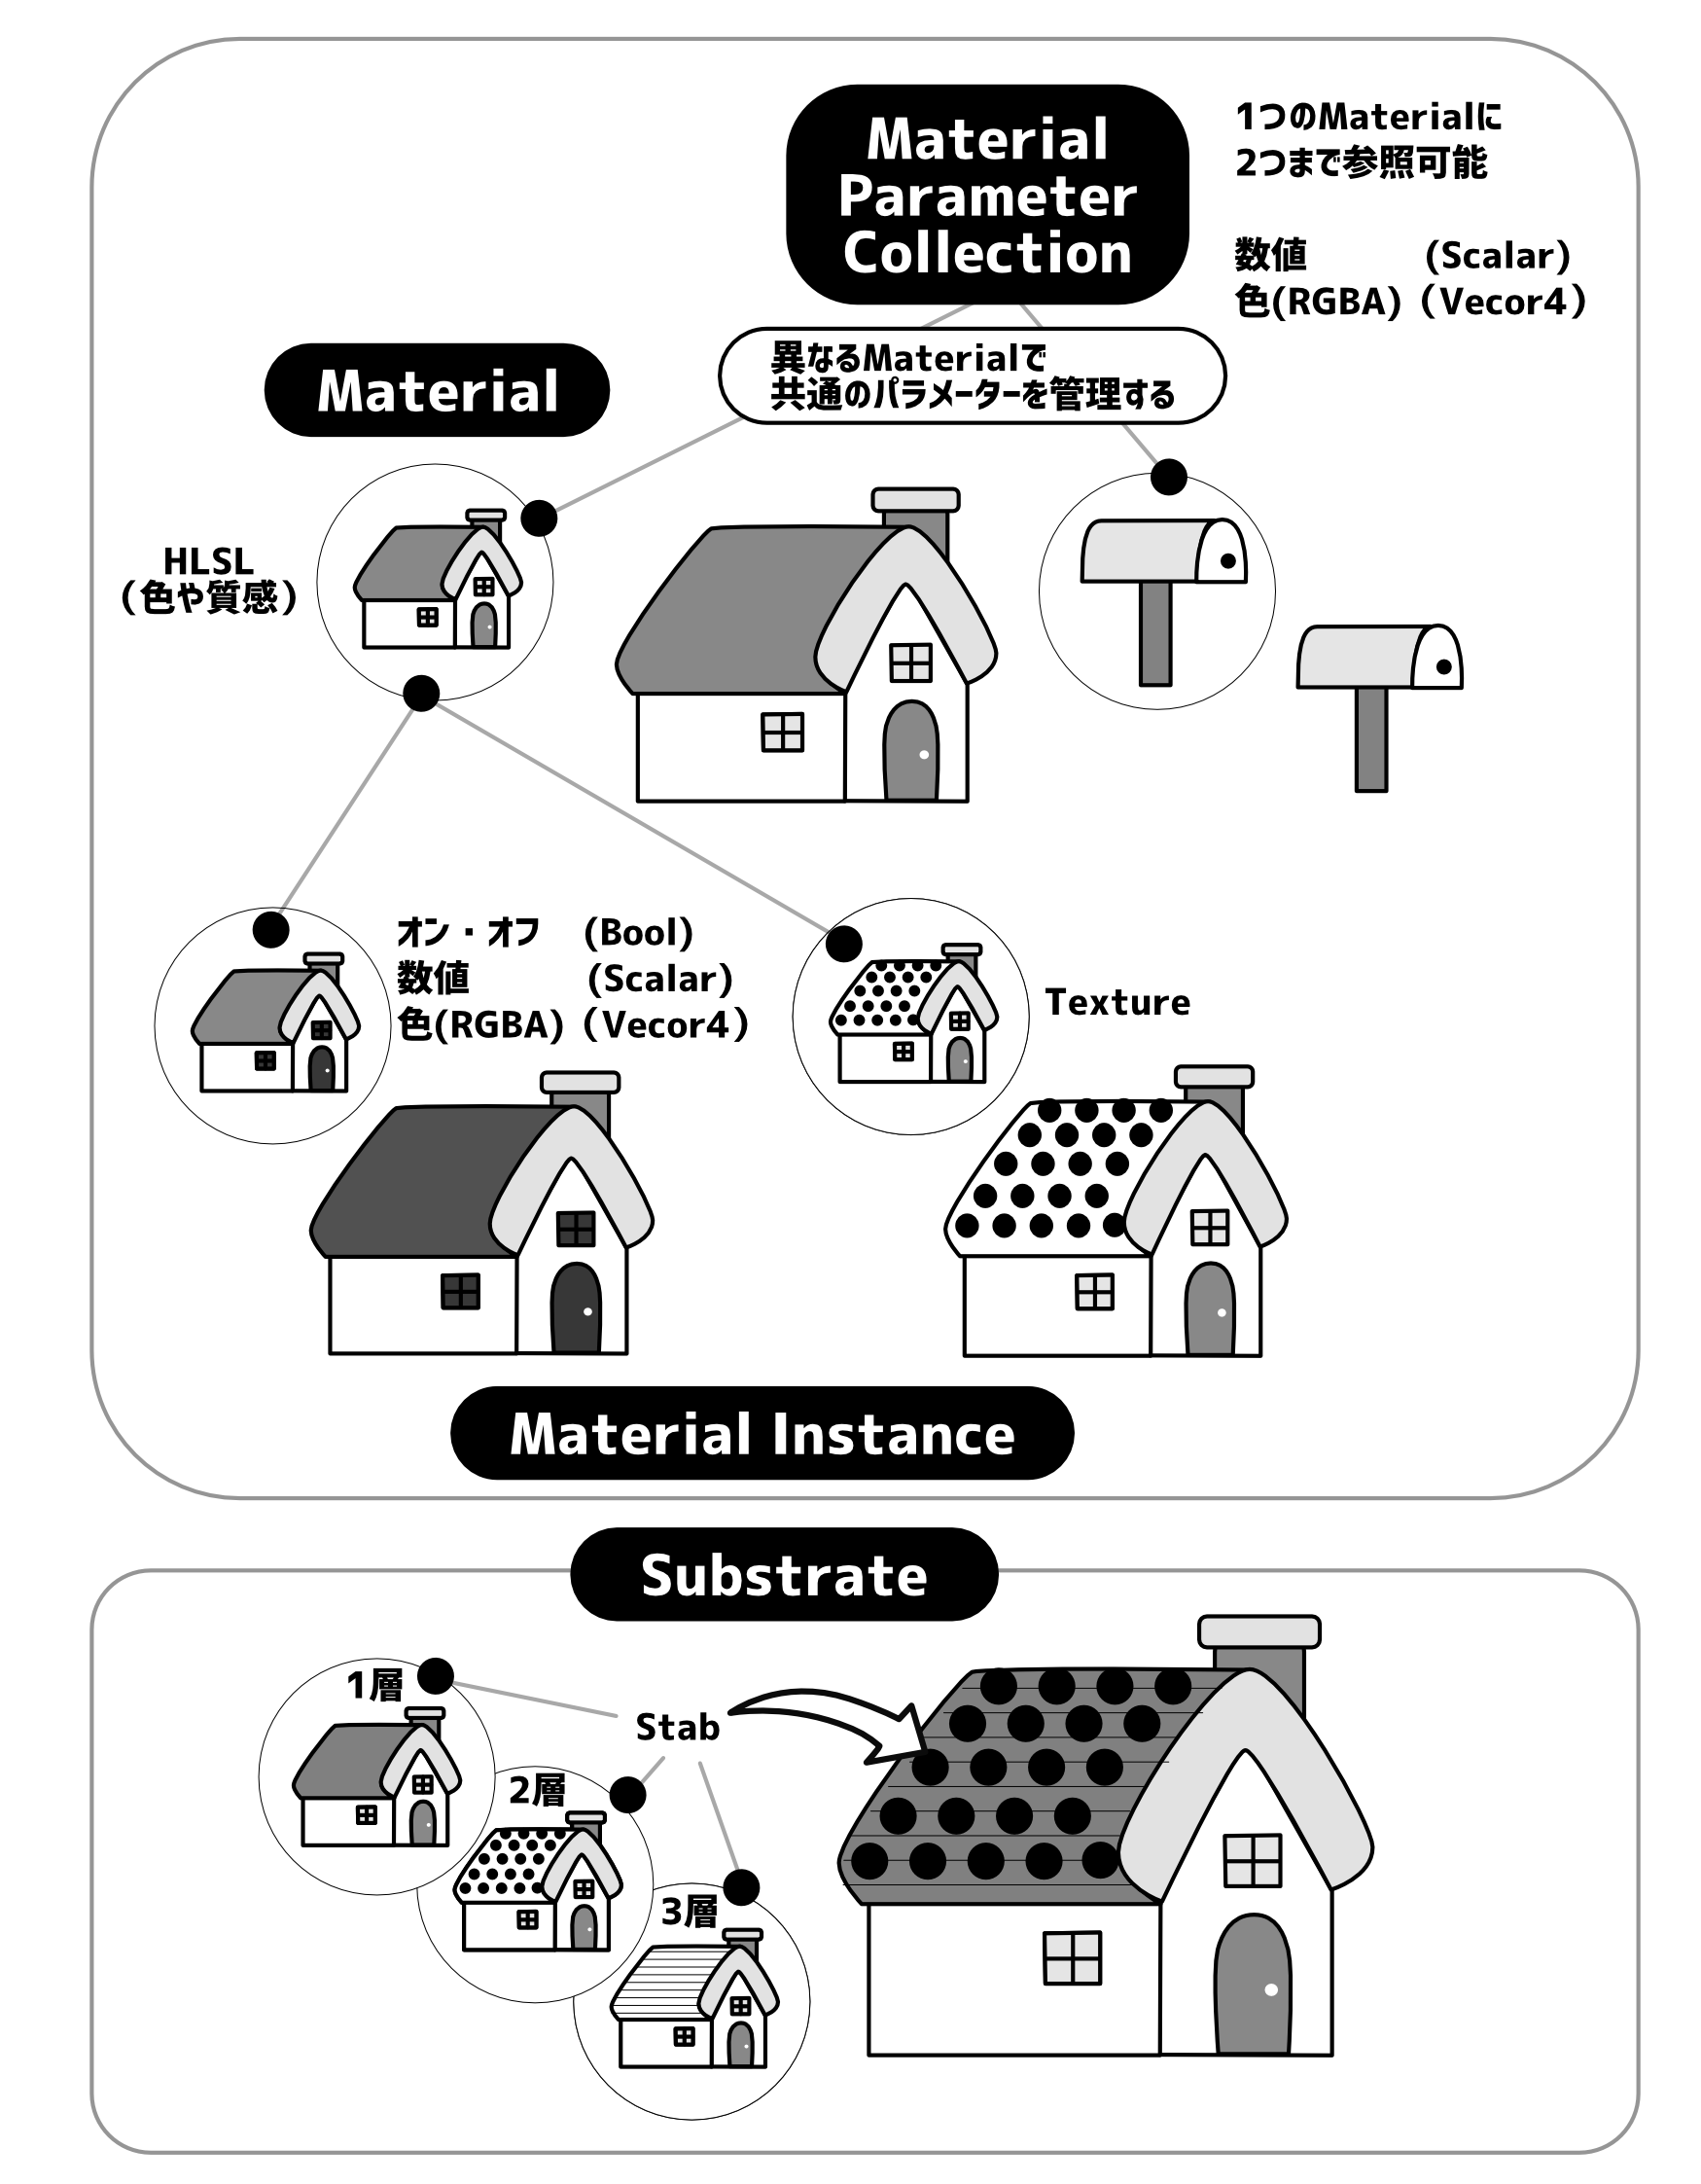 Material
Parameter
Collection
1つのMaterialに
2つまで参照可能
数値 (Scalar)
色(RGBA) (Vecor4)
異なるMaterialで
共通のパラメーターを管理する
Material
HLSL
(色や質感)
オン・オフ (Bool)
数値 (Scalar)
色(RGBA) (Vecor4)
Texture
Material Instance
Substrate
1層
Stab
2層
3層